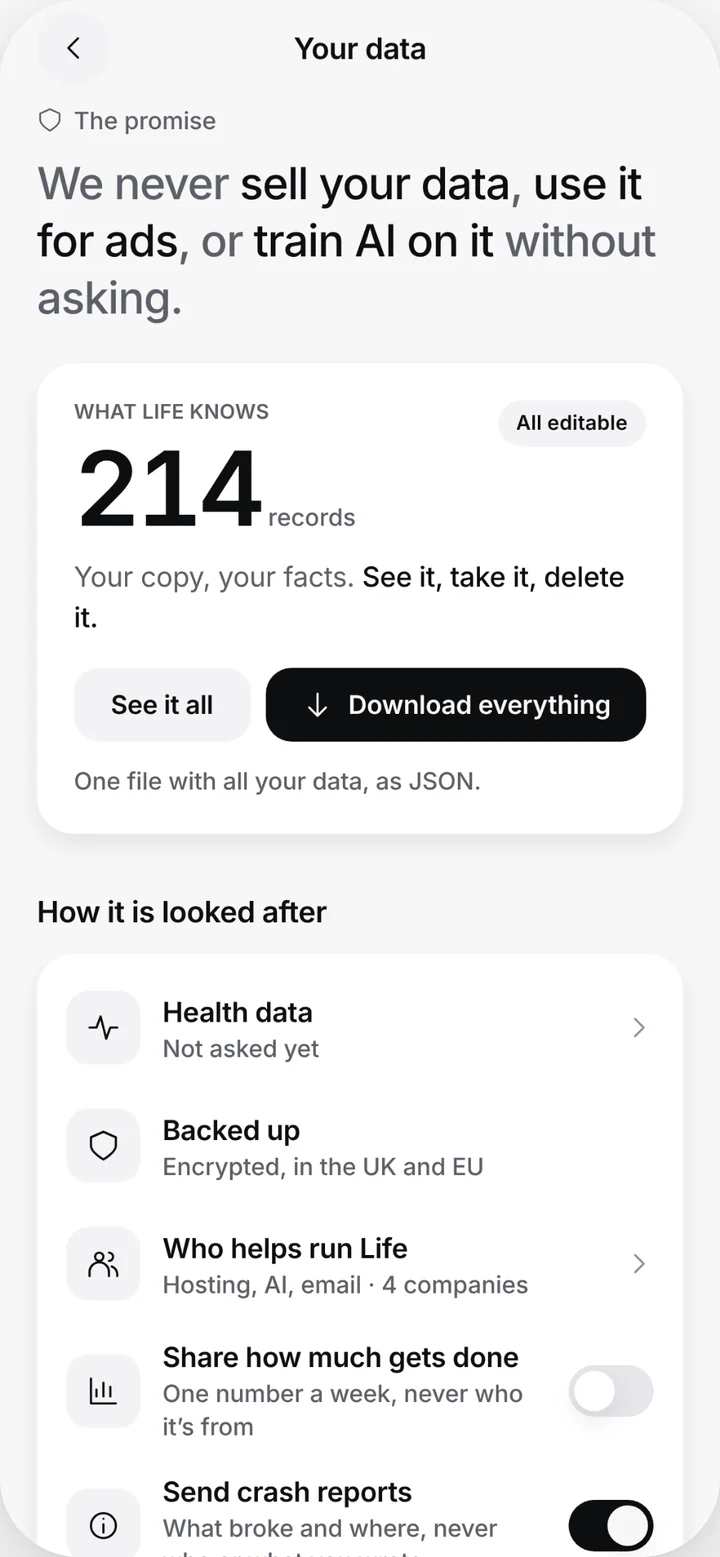 Your data
The promise
We never sell your data, use it
for ads, or train AI on it without
asking.
WHAT LIFE KNOWS
All editable
214 records
Your copy, your facts. See it, take it, delete
it.
See it all
Download everything
One file with all your data, as JSON.
How it is looked after
Health data
Not asked yet
Backed up
Encrypted, in the UK and EU
Who helps run Life
Hosting, AI, email · 4 companies
Share how much gets done
One number a week, never who
it’s from
Send crash reports
What broke and where, never